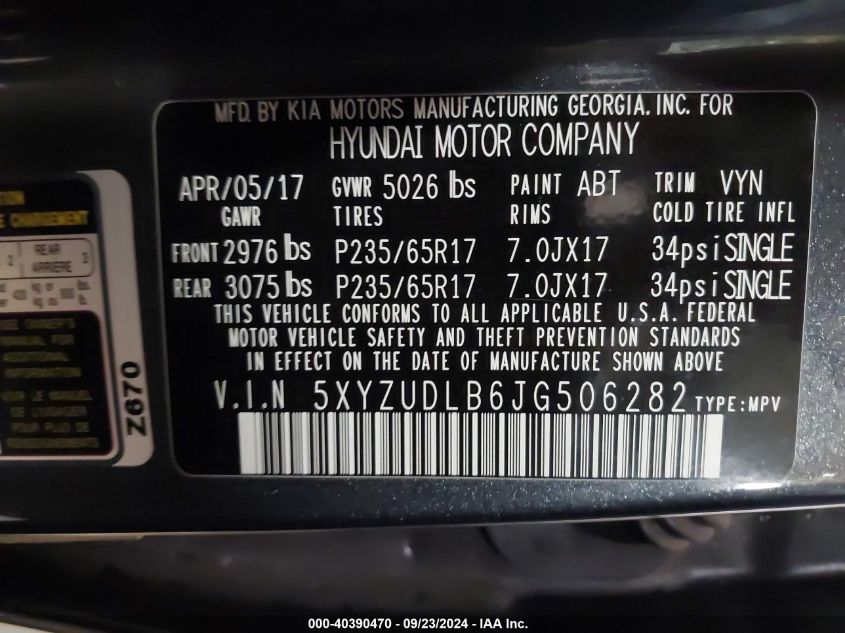 MFD. BY KIA MOTORS MANUFACTURING GEORGIA, INC. FOR
HYUNDAI MOTOR COMPANY
APR/05/17 GVWR 5026 lbs PAINT ABT TRIM VYN
GAWR TIRES RIMS COLD TIRE INFL
FRONT 2976 lbs P235/65R17 7.0JX17 34psi SINGLE
REAR 3075 lbs P235/65R17 7.0JX17 34psi SINGLE
THIS VEHICLE CONFORMS TO ALL APPLICABLE U.S.A. FEDERAL
MOTOR VEHICLE SAFETY AND THEFT PREVENTION STANDARDS
IN EFFECT ON THE DATE OF MANUFACTURE SHOWN ABOVE
V.I.N 5XYZUDLB6JG506282 TYPE:MPV
REAR
ARRIÈRE 3
2
Z670
000-40390470 - 09/23/2024 - IAA Inc.